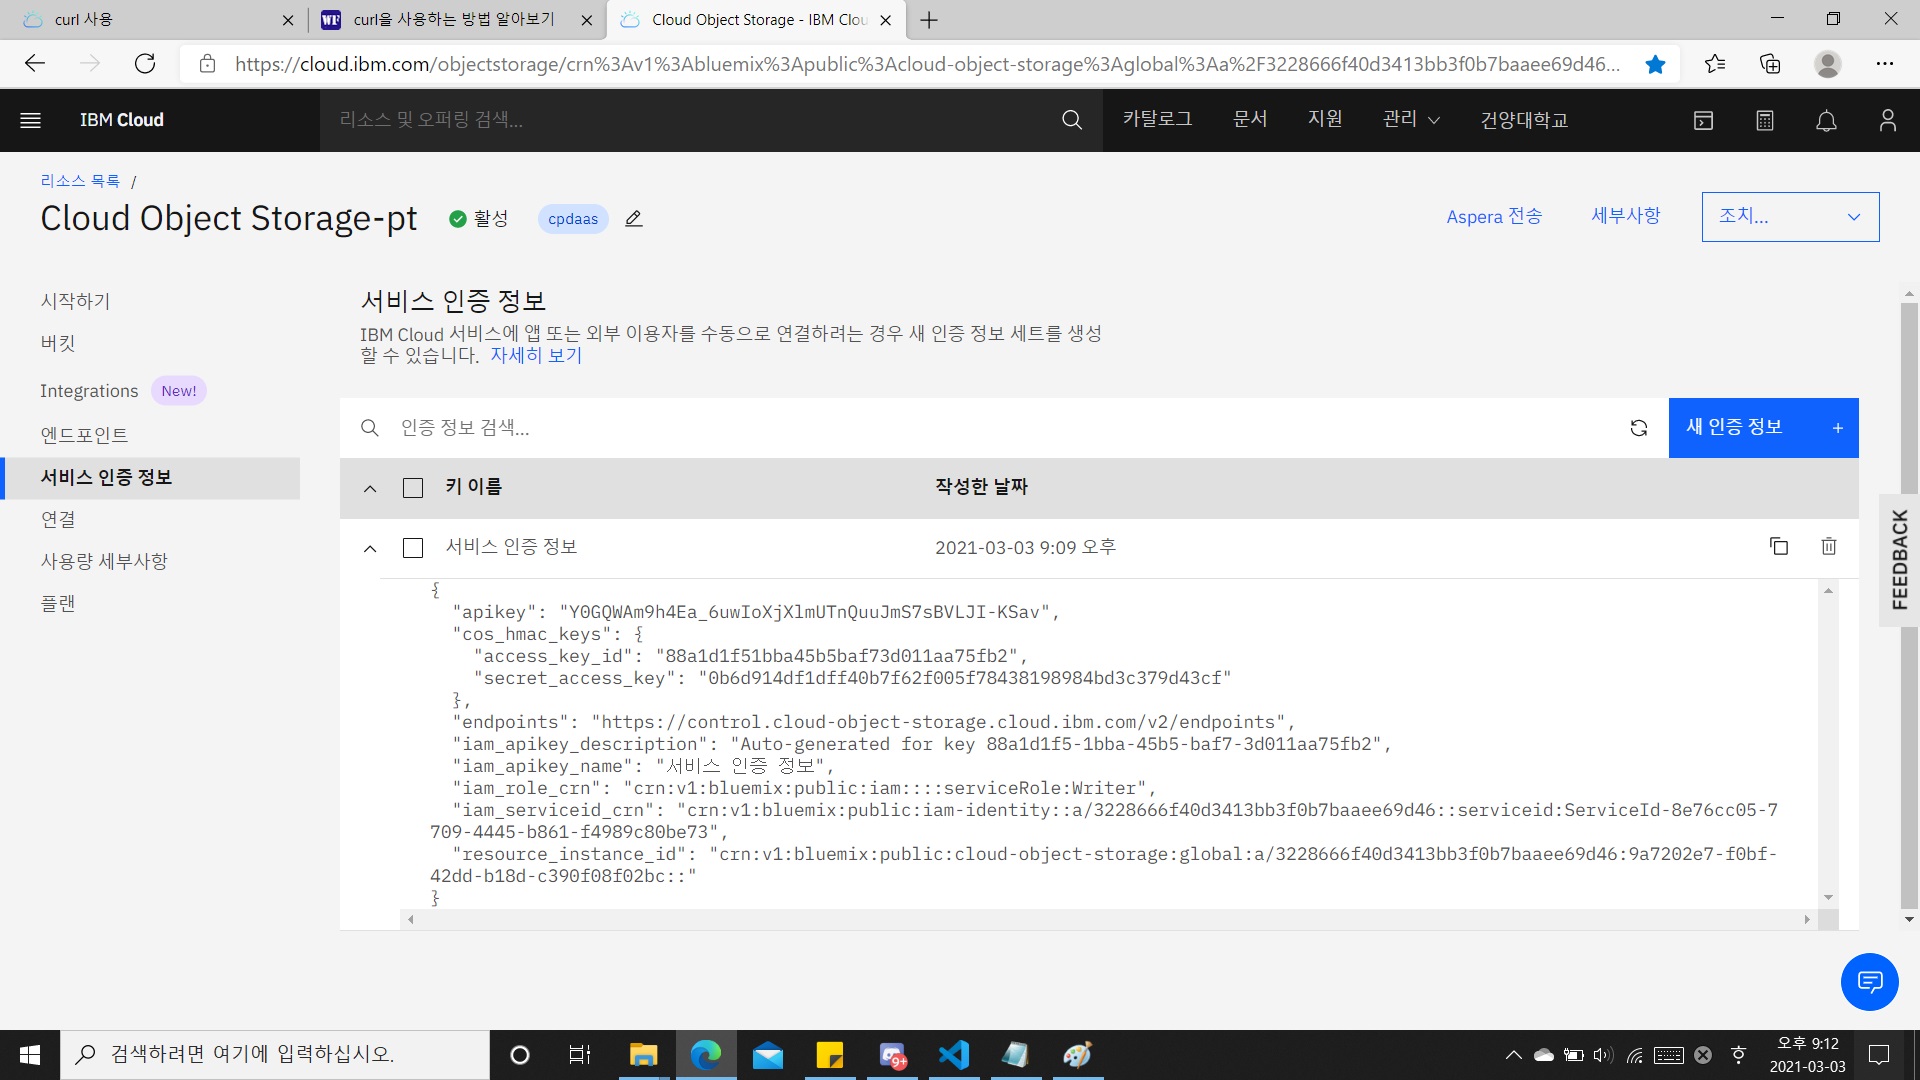 curl 사용
WF curl을 사용하는 방법 알아보기
Cloud Object Storage - IBM Clou
https://cloud.ibm.com/objectstorage/crn%3Av1%3Abluemix%3Apublic%3Acloud-object-storage%3Aglobal%3Aa%2F3228666f40d3413bb3f0b7baaee69d46...
IBM Cloud
리소스 및 오퍼링 검색...
카탈로그 문서 지원 관리 건양대학교
리소스 목록 /
Cloud Object Storage-pt 활성 cpdaas
Aspera 전송 세부사항 조치...
시작하기
버킷
Integrations New!
엔드포인트
서비스 인증 정보
연결
사용량 세부사항
플랜
서비스 인증 정보
IBM Cloud 서비스에 앱 또는 외부 이용자를 수동으로 연결하려는 경우 새 인증 정보 세트를 생성
할 수 있습니다. 자세히 보기
인증 정보 검색...
새 인증 정보 +
키 이름 작성한 날짜
서비스 인증 정보 2021-03-03 9:09 오후
{
"apikey": "Y0GQWAm9h4Ea_6uwIoXjXlmUTnQuuJmS7sBVLJI-KSav",
"cos_hmac_keys": {
"access_key_id": "88a1d1f51bba45b5baf73d011aa75fb2",
"secret_access_key": "0b6d914df1dff40b7f62f005f78438198984bd3c379d43cf"
},
"endpoints": "https://control.cloud-object-storage.cloud.ibm.com/v2/endpoints",
"iam_apikey_description": "Auto-generated for key 88a1d1f5-1bba-45b5-baf7-3d011aa75fb2",
"iam_apikey_name": "서비스 인증 정보",
"iam_role_crn": "crn:v1:bluemix:public:iam::::serviceRole:Writer",
"iam_serviceid_crn": "crn:v1:bluemix:public:iam-identity::a/3228666f40d3413bb3f0b7baaee69d46::serviceid:ServiceId-8e76cc05-7
709-4445-b861-f4989c80be73",
"resource_instance_id": "crn:v1:bluemix:public:cloud-object-storage:global:a/3228666f40d3413bb3f0b7baaee69d46:9a7202e7-f0bf-
42dd-b18d-c390f08f02bc::"
}
FEEDBACK
검색하려면 여기에 입력하십시오.
9+
오후 9:12
2021-03-03